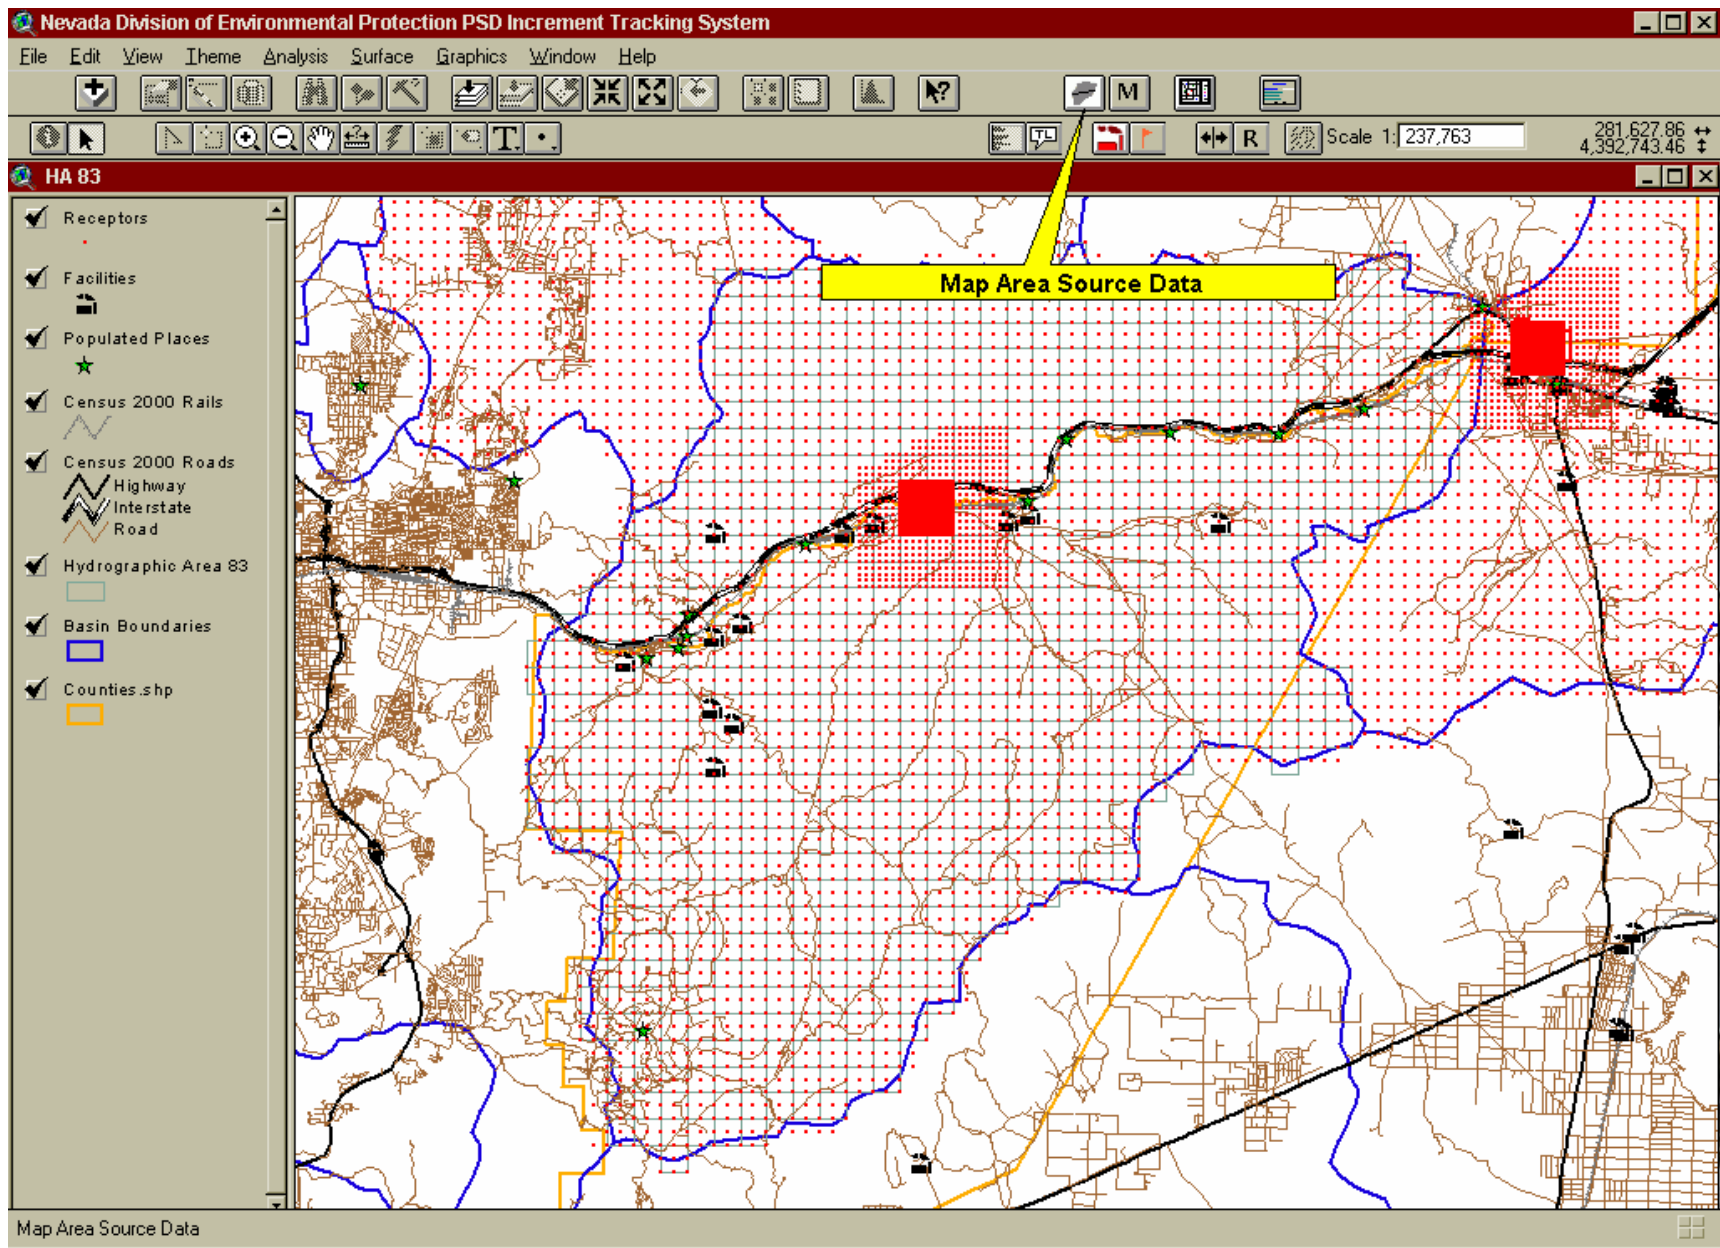 Nevada Division of Environmental Protection PSD Increment Tracking System
File Edit View Theme Analysis Surface Graphics Window Help
M
TL
R
Scale 1: 237,763
281,627.86
4,392,743.46
HA 83
Receptors
Facilities
Populated Places
Census 2000 Rails
Census 2000 Roads
Highway
Interstate
Road
Hydrographic Area 83
Basin Boundaries
Counties.shp
Map Area Source Data
Map Area Source Data